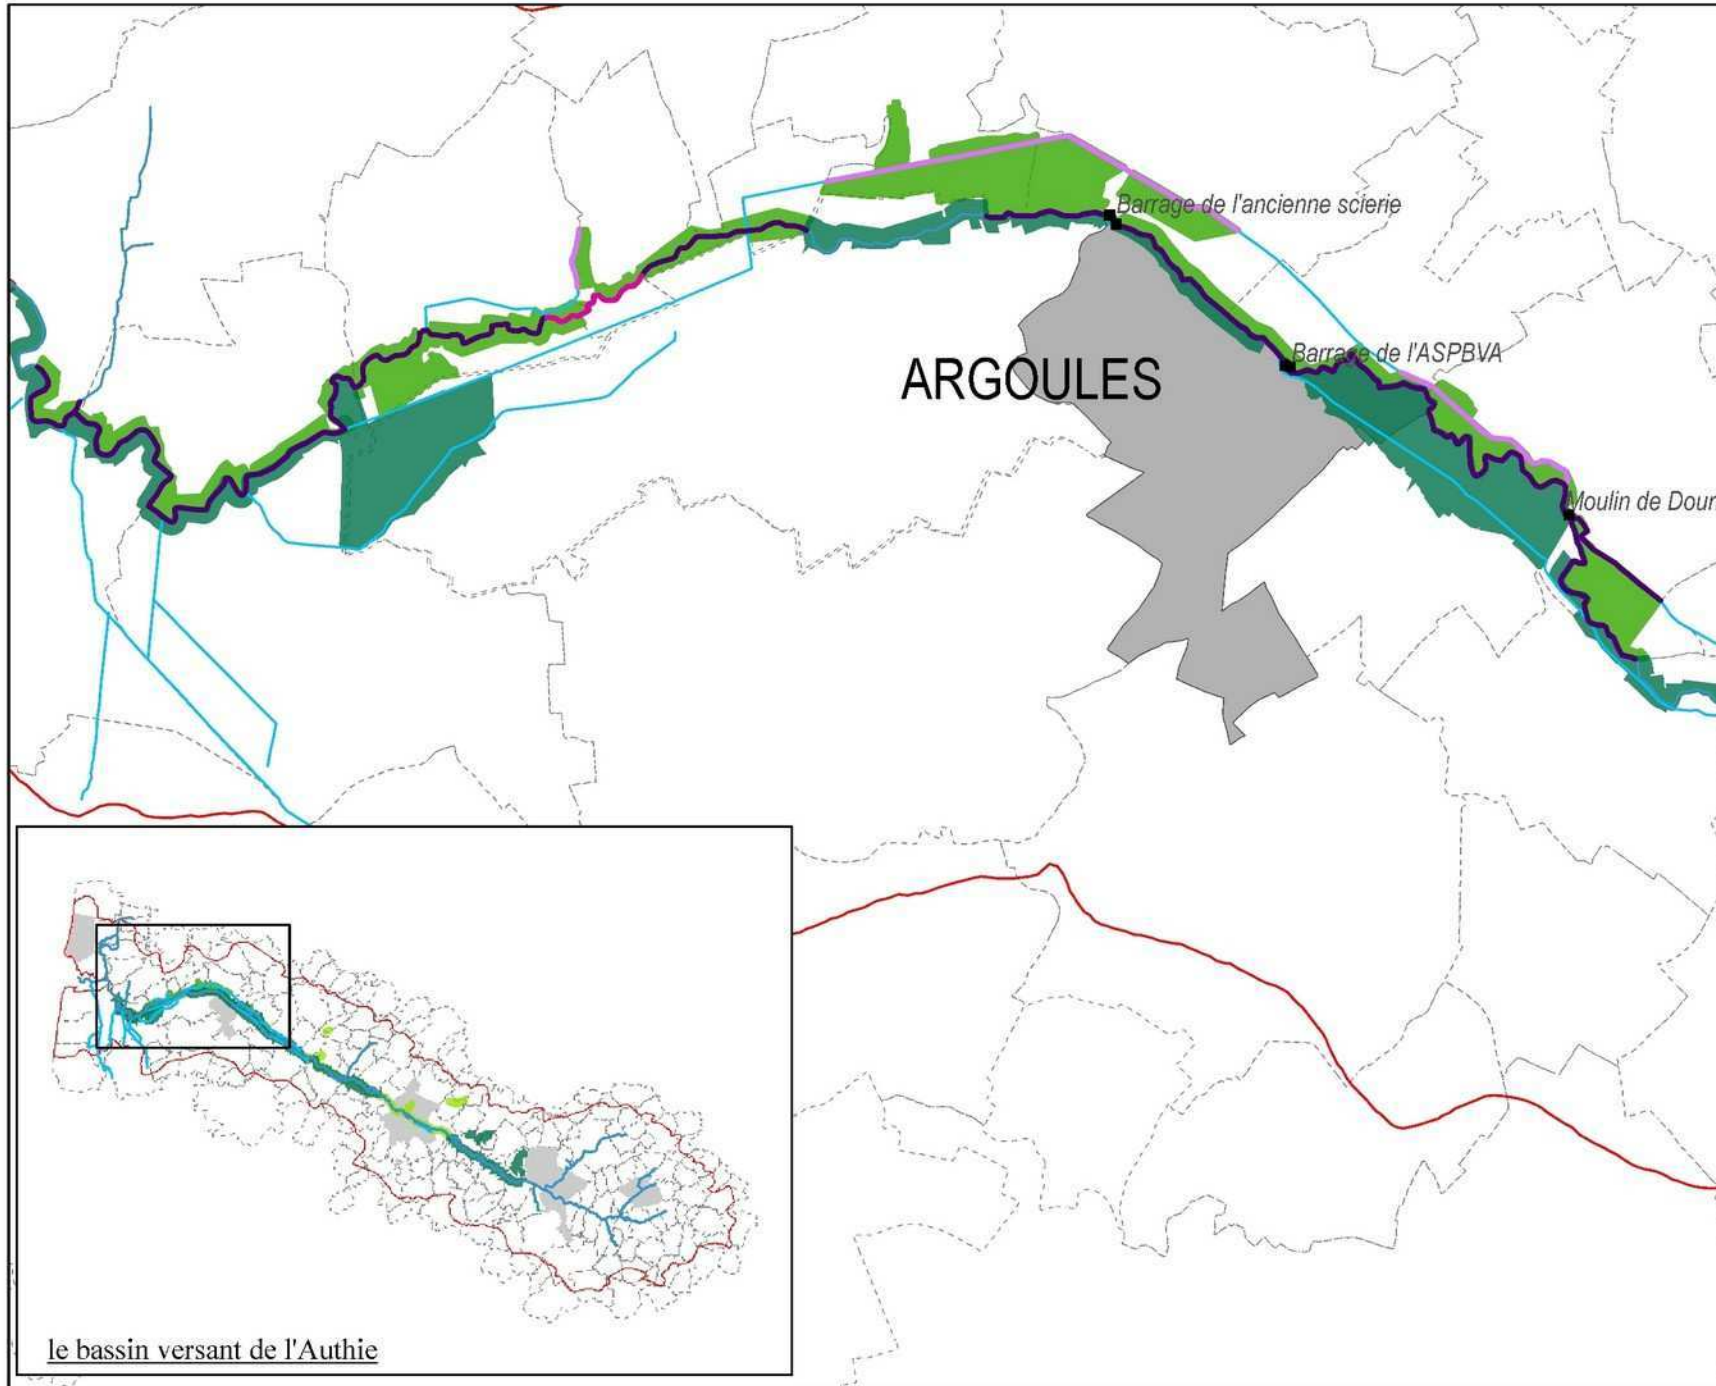 Barrage de l'ancienne scierie
Barrage de l'ASPBVA
ARGOULES
Moulin de Dour
le bassin versant de l'Authie